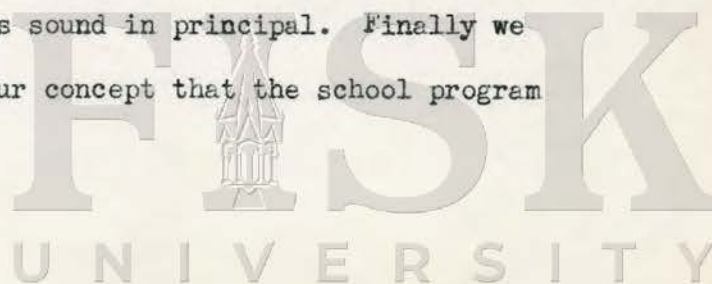 s sound in principal. Finally we
ur concept that the school program
FISK
UNIVERSITY